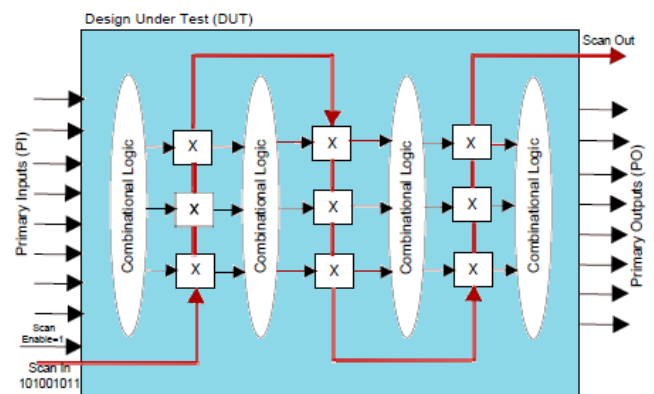 Design Under Test (DUT)
Scan Out
Primary Inputs (PI)
Combinational Logic
X
X
X
Combinational Logic
X
X
X
Combinational Logic
X
X
X
Combinational Logic
Primary Outputs (PO)
Scan
Enable=1
Scan In
101001011